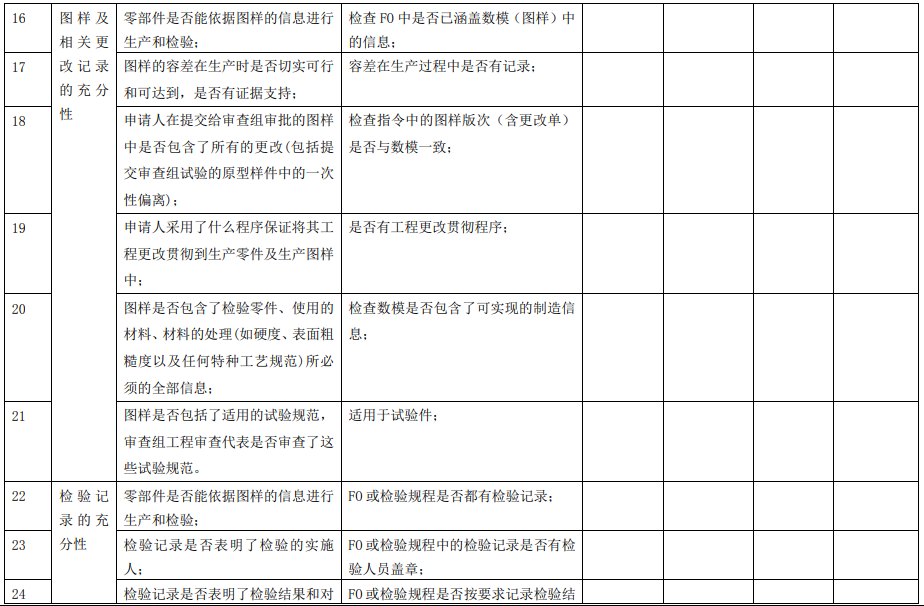 16
图样及
相关更
改记录
的充分
性
零部件是否能依据图样的信息进行
生产和检验;
检查 FO 中是否已涵盖数模（图样）中
的信息;
17
图样的容差在生产时是否切实可行
和可达到，是否有证据支持;
容差在生产过程中是否有记录;
18
申请人在提交给审查组审批的图样
中是否包含了所有的更改(包括提
交审查组试验的原型样件中的一次
性偏离);
检查指令中的图样版次（含更改单）
是否与数模一致;
19
申请人采用了什么程序保证将其工
程更改贯彻到生产零件及生产图样
中;
是否有工程更改贯彻程序;
20
图样是否包含了检验零件、使用的
材料、材料的处理(如硬度、表面粗
糙度以及任何特种工艺规范)所必
须的全部信息;
检查数模是否包含了可实现的制造信
息;
21
图样是否包括了适用的试验规范，
审查组工程审查代表是否审查了这
些试验规范。
适用于试验件;
22
检验记
录的充
分性
零部件是否能依据图样的信息进行
生产和检验;
FO 或检验规程是否都有检验记录;
23
检验记录是否表明了检验的实施
人;
FO 或检验规程中的检验记录是否有检
验人员盖章;
24
检验记录是否表明了检验结果和对
FO 或检验规程是否按要求记录检验结